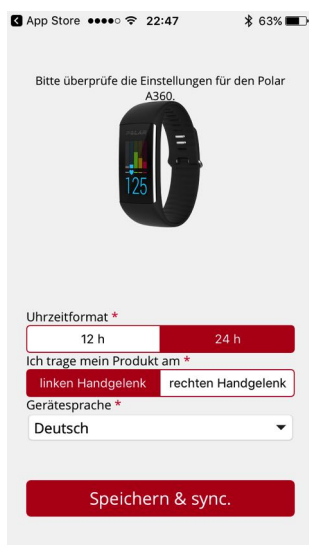 App Store 22:47 63%
Bitte überprüfe die Einstellungen für den Polar
A360.
POLAR
125
Uhrzeitformat *
12 h 24 h
Ich trage mein Produkt am *
linken Handgelenk rechten Handgelenk
Gerätesprache *
Deutsch
Speichern & sync.